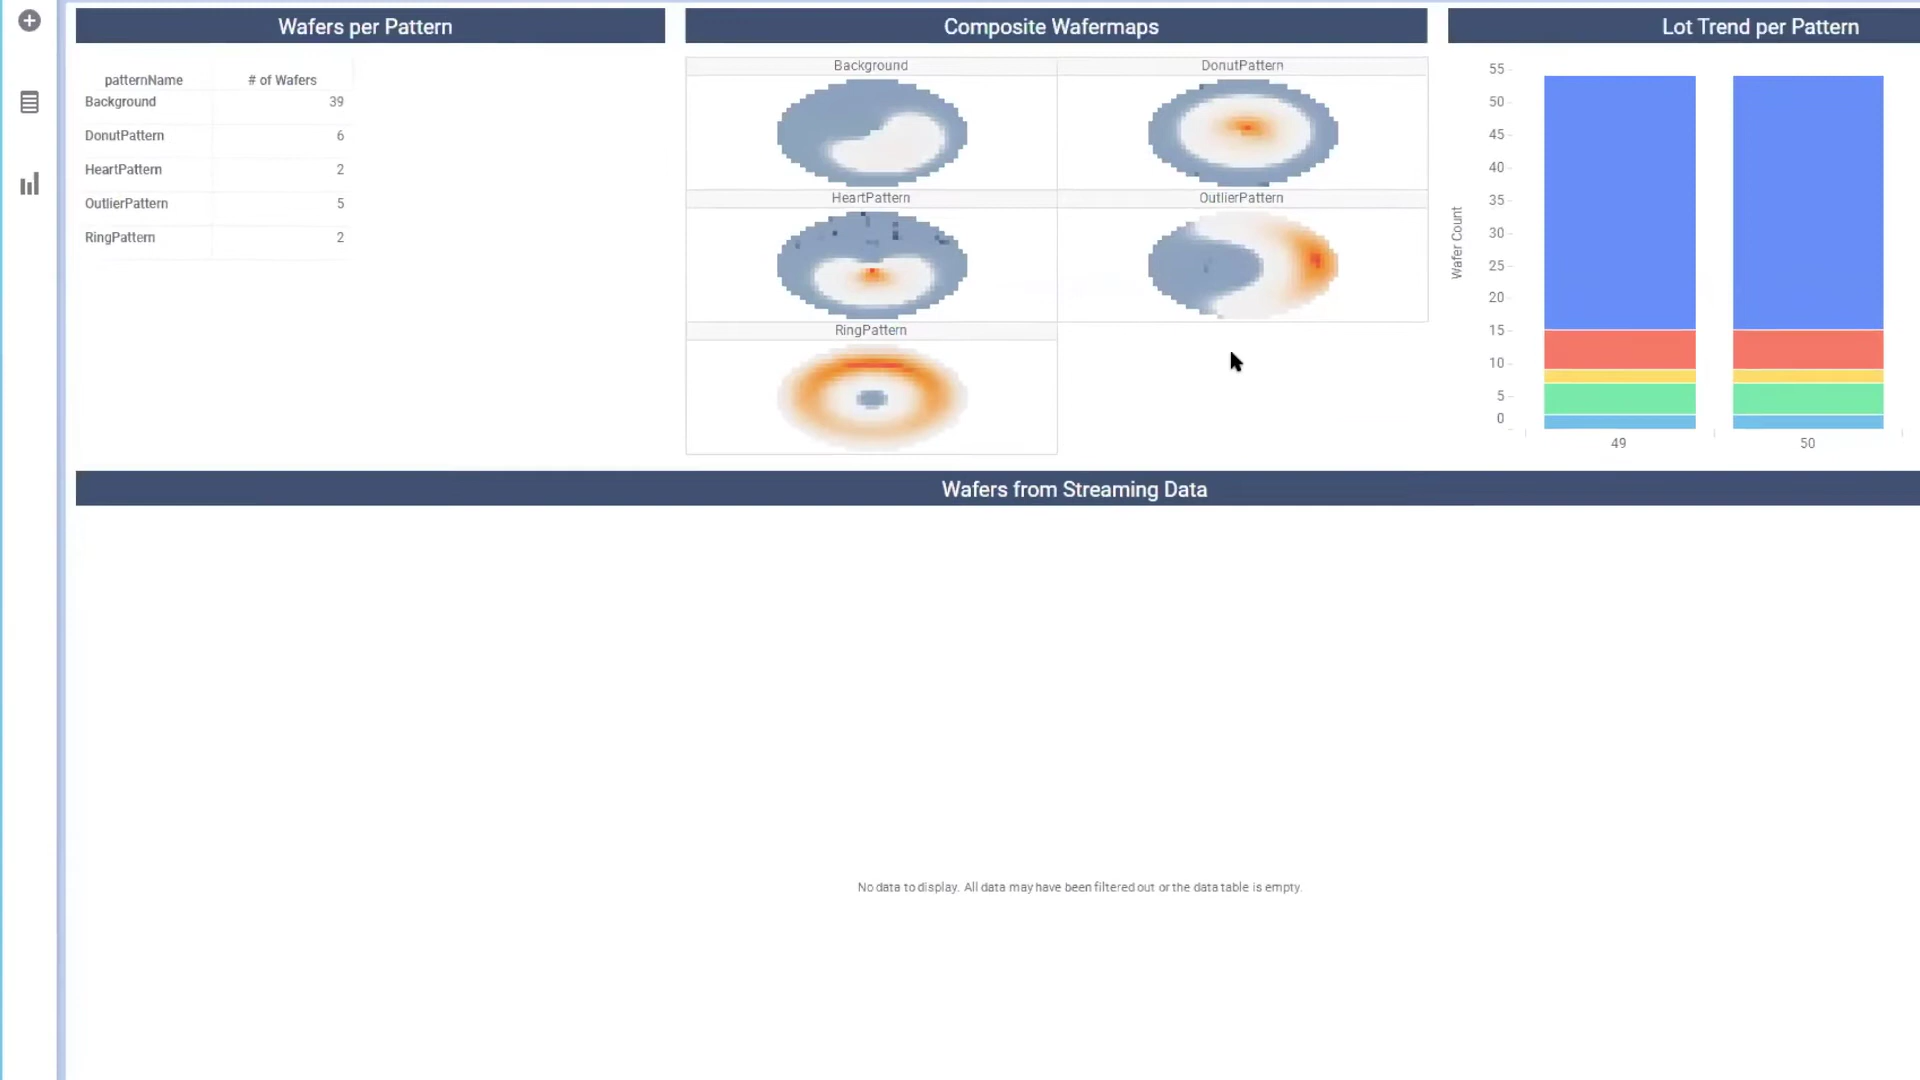 Wafers per Pattern
patternName # of Wafers
Background 39
DonutPattern 6
HeartPattern 2
OutlierPattern 5
RingPattern 2
Composite Wafermaps
Background DonutPattern
HeartPattern OutlierPattern
RingPattern
Lot Trend per Pattern
Wafer Count
55
50
45
40
35
30
25
20
15
10
5
0
49 50
Wafers from Streaming Data
No data to display. All data may have been filtered out or the data table is empty.